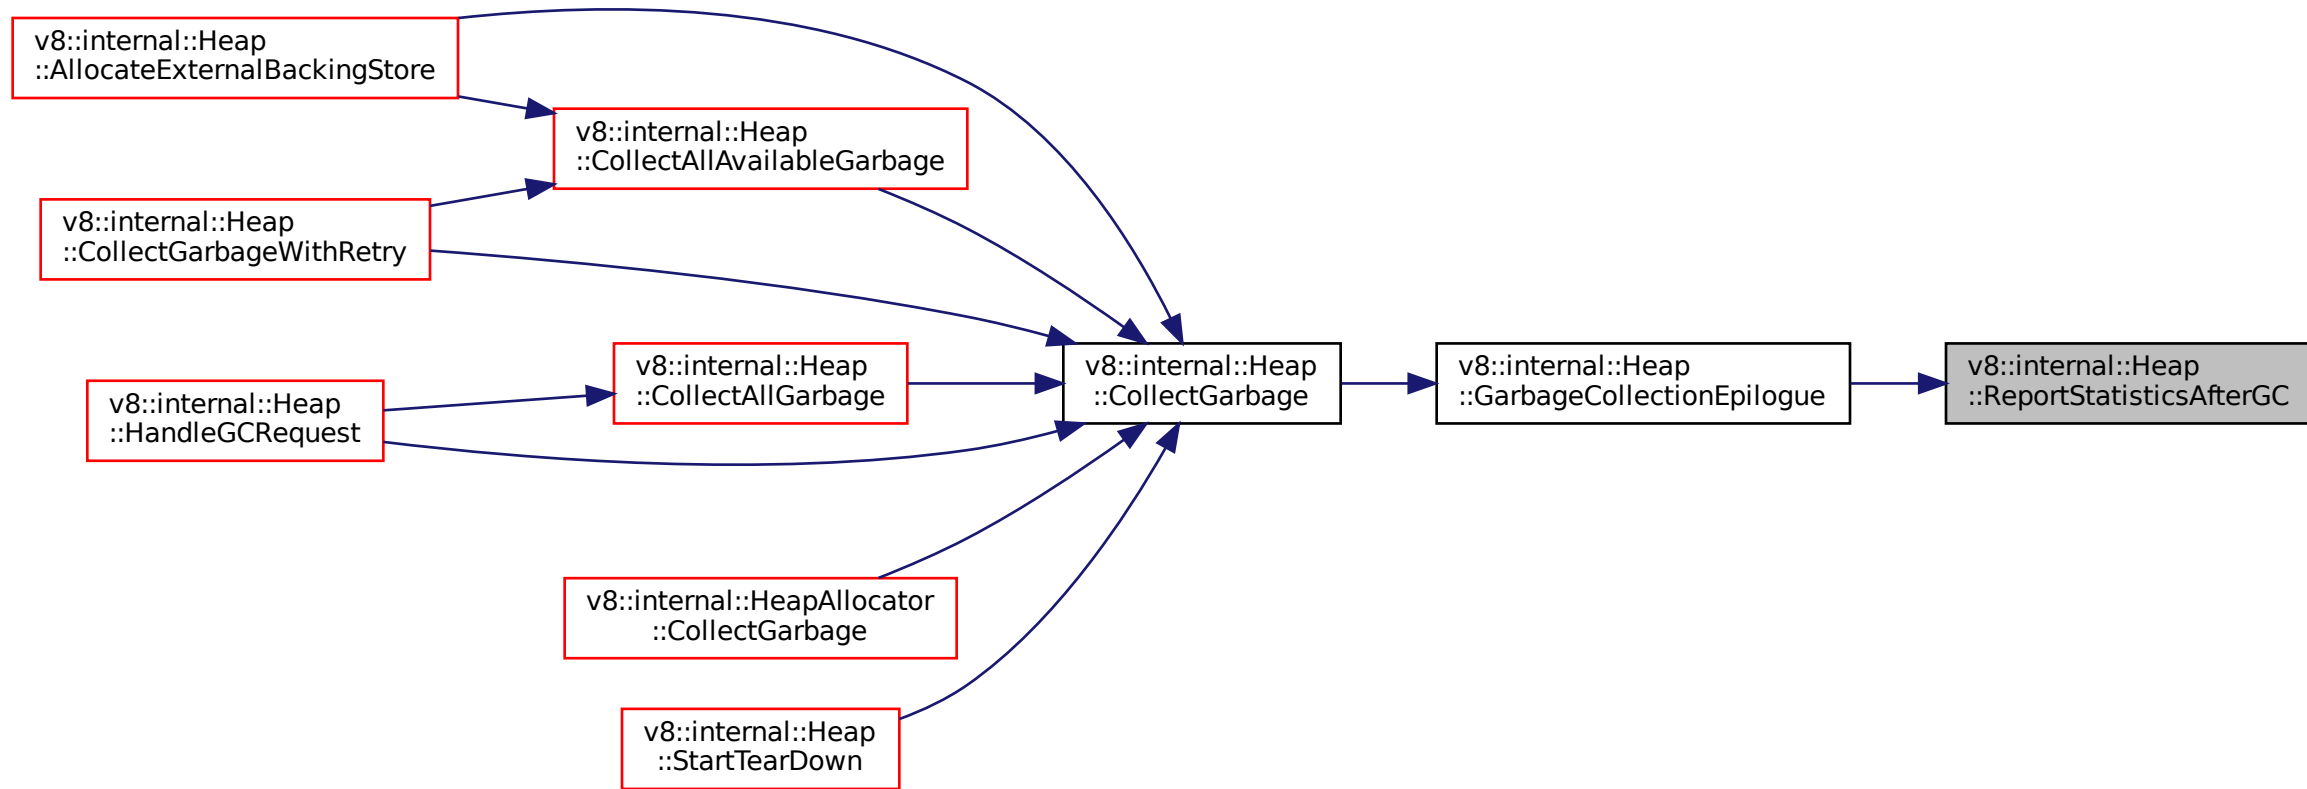 v8::internal::Heap
::AllocateExternalBackingStore
v8::internal::Heap
::CollectAllAvailableGarbage
v8::internal::Heap
::CollectGarbageWithRetry
v8::internal::Heap
::CollectAllGarbage
v8::internal::Heap
::HandleGCRequest
v8::internal::Heap
::CollectGarbage
v8::internal::Heap
::GarbageCollectionEpilogue
v8::internal::Heap
::ReportStatisticsAfterGC
v8::internal::HeapAllocator
::CollectGarbage
v8::internal::Heap
::StartTearDown